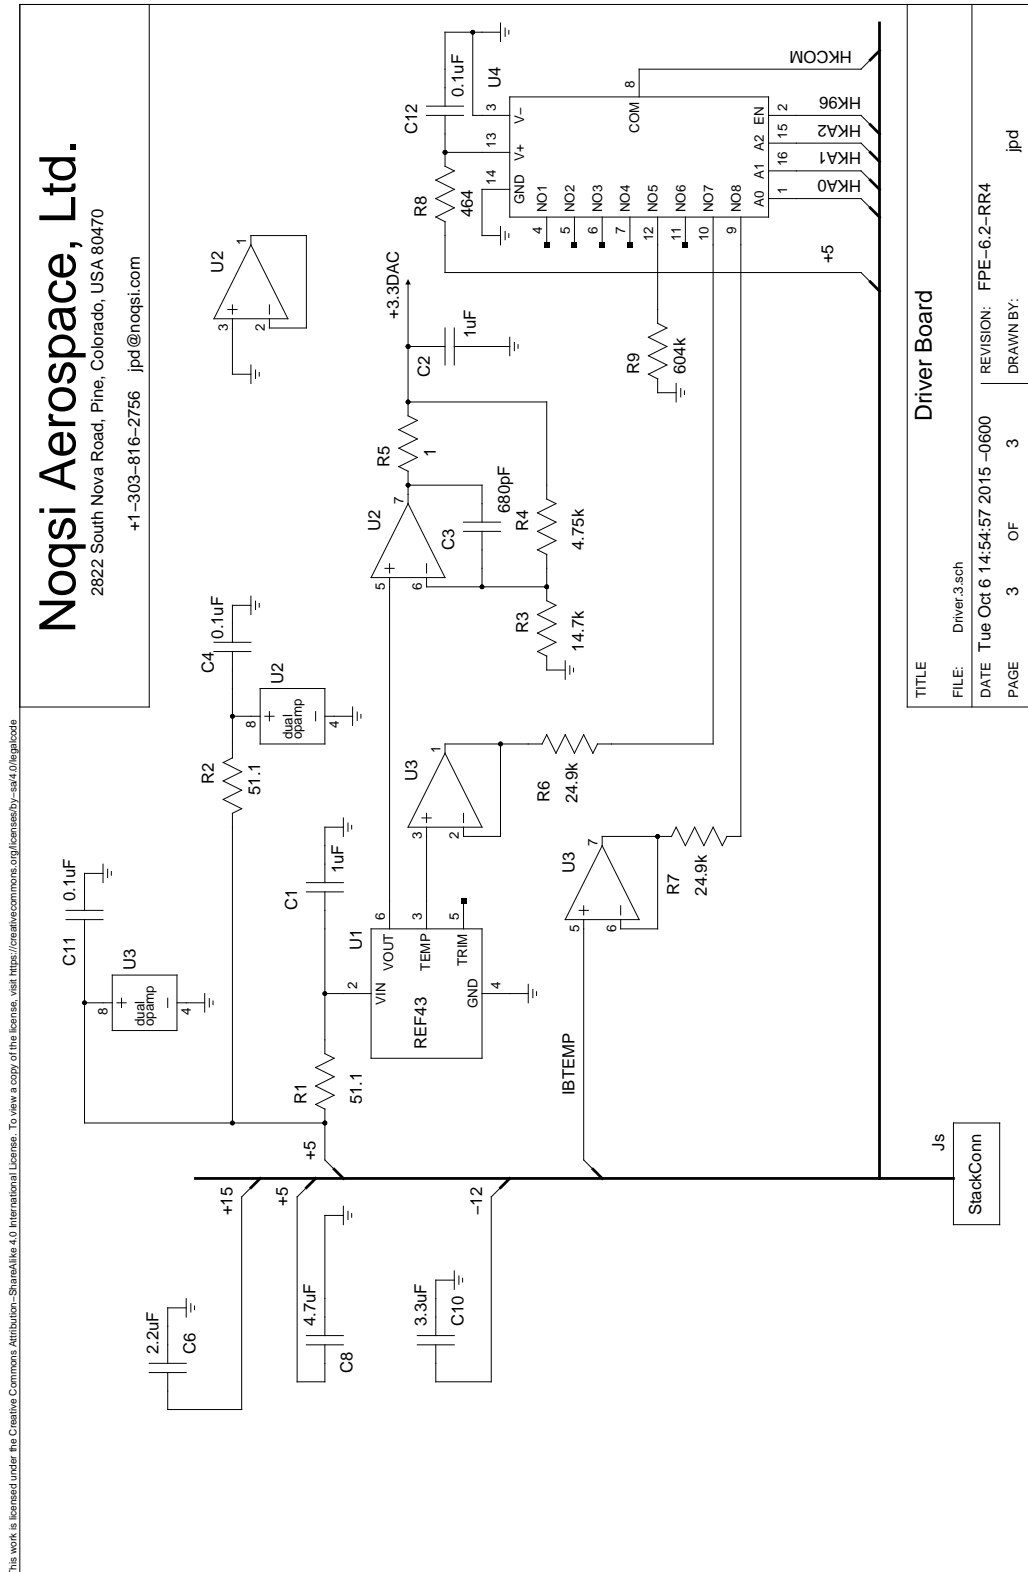 This work is licensed under the Creative Commons Attribution−ShareAlike 4.0 International License. To view a copy of the license, visit https://creativecommons.org/licenses/by−sa/4.0/legalcode
Noqsi Aerospace, Ltd.
2822 South Nova Road, Pine, Colorado, USA 80470
+1−303−816−2756 jpd@noqsi.com
C11
0.1uF
U3
8
+
dual
opamp
−
4
R2
51.1
C4
0.1uF
U2
8
+
dual
opamp
−
4
U2
3
+
2
−
1
2.2uF
C6
+15
4.7uF
C8
+5
3.3uF
C10
−12
+5
R1
51.1
C1
1uF
U1
2
VIN
REF43
GND
4
VOUT
6
TEMP
3
TRIM
5
U3
3
+
2
−
1
R6
24.9k
U2
5
+
6
−
7
C3
680pF
R5
1
R4
4.75k
R3
14.7k
C2
1uF
+3.3DAC
IBTEMP
U3
5
+
6
−
7
R7
24.9k
R9
604k
R8
464
C12
0.1uF
U4
14
GND
13
V+
3
V−
4
NO1
5
NO2
6
NO3
7
NO4
12
NO5
11
NO6
10
NO7
9
NO8
COM
8
A0
1
A1
16
A2
15
EN
2
+5
HKA0
HKA1
HKA2
HK96
HKCOM
Js
StackConn
TITLE
Driver Board
FILE: Driver.3.sch
REVISION: FPE−6.2−RR4
DATE Tue Oct 6 14:54:57 2015 −0600
PAGE 3 OF 3
DRAWN BY: jpd